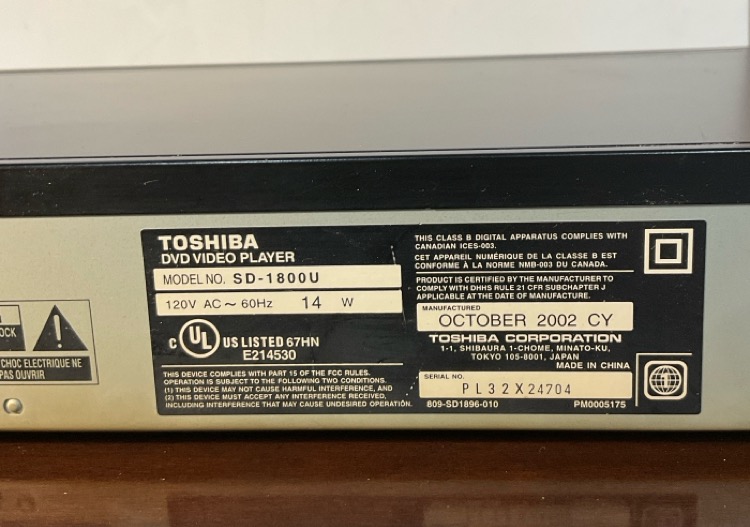 OCK
CHOC ELECTRIQUE NE
PAS OUVRIR
TOSHIBA
DVD VIDEO PLAYER
MODEL NO. SD-1800U
120V AC ~ 60Hz 14 W
C UL US LISTED 67HN
E214530
THIS DEVICE COMPLIES WITH PART 15 OF THE FCC RULES.
OPERATION IS SUBJECT TO THE FOLLOWING TWO CONDITIONS.
(1) THIS DEVICE MAY NOT CAUSE HARMFUL INTERFERENCE, AND
(2) THIS DEVICE MUST ACCEPT ANY INTERFERENCE RECEIVED,
INCLUDING INTERFERENCE THAT MAY CAUSE UNDESIRED OPERATION.
THIS CLASS B DIGITAL APPARATUS COMPLIES WITH
CANADIAN ICES-003.
CET APPAREIL NUMÉRIQUE DE LA CLASSE B EST
CONFORME À LA NORME NMB-003 DU CANADA.
PRODUCT IS CERTIFIED BY THE MANUFACTURER TO
COMPLY WITH DHHS RULE 21 CFR SUBCHAPTER J
APPLICABLE AT THE DATE OF MANUFACTURE.
MANUFACTURED
OCTOBER 2002 CY
TOSHIBA CORPORATION
1-1, SHIBAURA 1-CHOME, MINATO-KU,
TOKYO 105-8001, JAPAN
MADE IN CHINA
SERIAL NO.
PL32X24704
809-SD1896-010 PM0005175
1